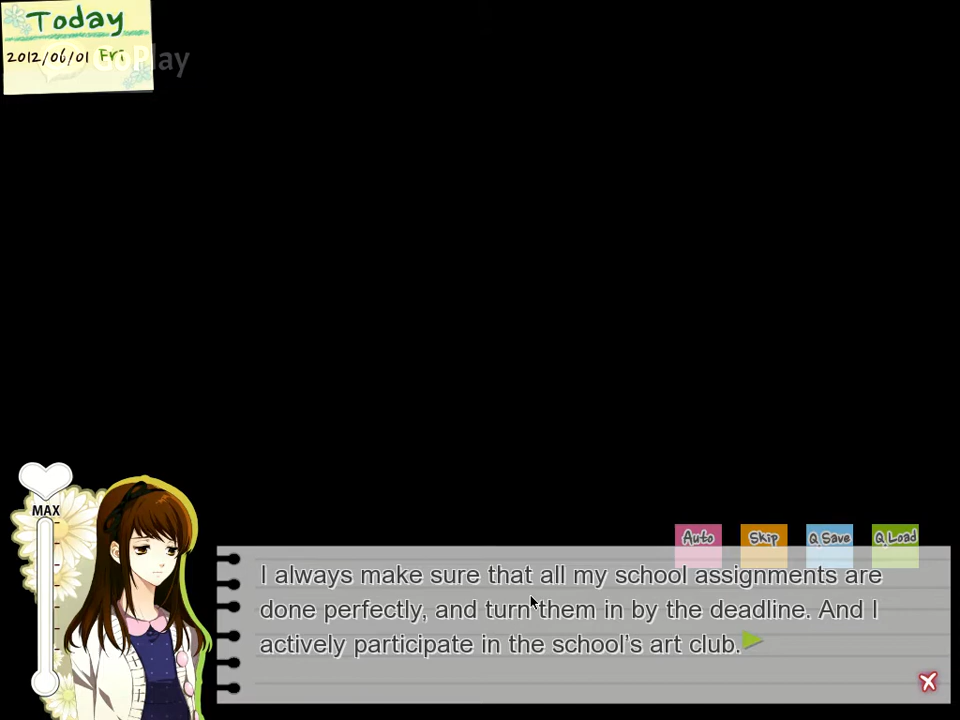 Today
2012/06/01 Fri
GoPlay
MAX
Auto
Skip
Q.Save
Q.Load
I always make sure that all my school assignments are
done perfectly, and turn them in by the deadline. And I
actively participate in the school's art club.